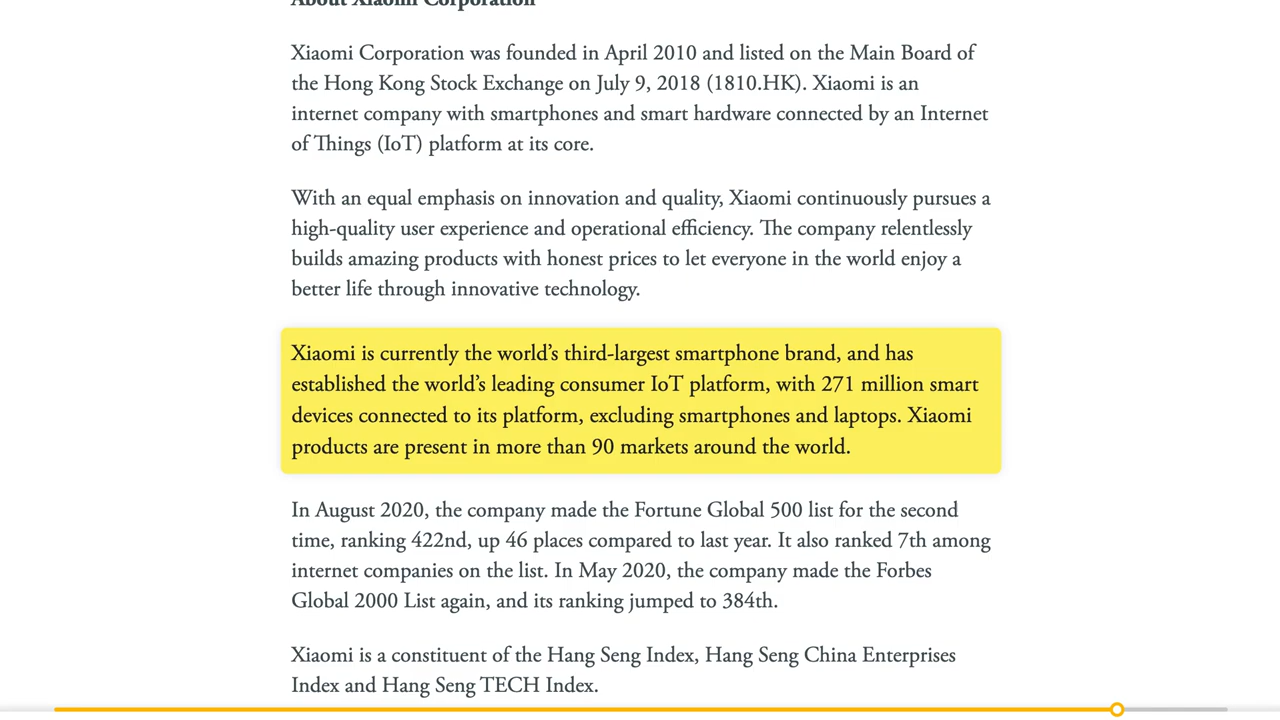 About Xiaomi Corporation
Xiaomi Corporation was founded in April 2010 and listed on the Main Board of
the Hong Kong Stock Exchange on July 9, 2018 (1810.HK). Xiaomi is an
internet company with smartphones and smart hardware connected by an Internet
of Things (IoT) platform at its core.
With an equal emphasis on innovation and quality, Xiaomi continuously pursues a
high-quality user experience and operational efficiency. The company relentlessly
builds amazing products with honest prices to let everyone in the world enjoy a
better life through innovative technology.
Xiaomi is currently the world’s third-largest smartphone brand, and has
established the world’s leading consumer IoT platform, with 271 million smart
devices connected to its platform, excluding smartphones and laptops. Xiaomi
products are present in more than 90 markets around the world.
In August 2020, the company made the Fortune Global 500 list for the second
time, ranking 422nd, up 46 places compared to last year. It also ranked 7th among
internet companies on the list. In May 2020, the company made the Forbes
Global 2000 List again, and its ranking jumped to 384th.
Xiaomi is a constituent of the Hang Seng Index, Hang Seng China Enterprises
Index and Hang Seng TECH Index.